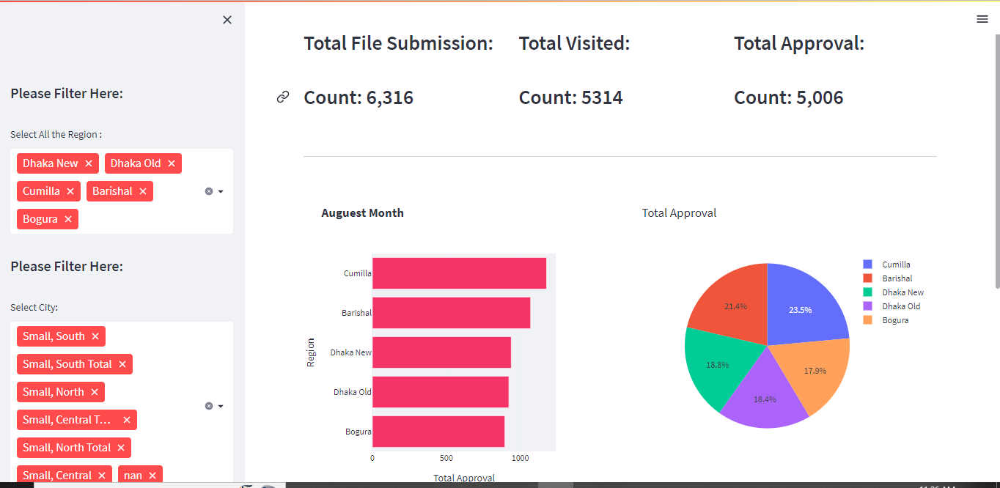 Please Filter Here:
Select All the Region :
Dhaka New
Dhaka Old
Cumilla
Barishal
Bogura
Please Filter Here:
Select City:
Small, South
Small, South Total
Small, North
Small, Central T...
Small, North Total
Small, Central
nan
Total File Submission:
Total Visited:
Total Approval:
Count: 6,316
Count: 5314
Count: 5,006
Auguest Month
Region
Cumilla
Barishal
Dhaka New
Dhaka Old
Bogura
0
500
1000
Total Approval
Total Approval
23.5%
21.4%
18.8%
18.4%
17.9%
Cumilla
Barishal
Dhaka New
Dhaka Old
Bogura